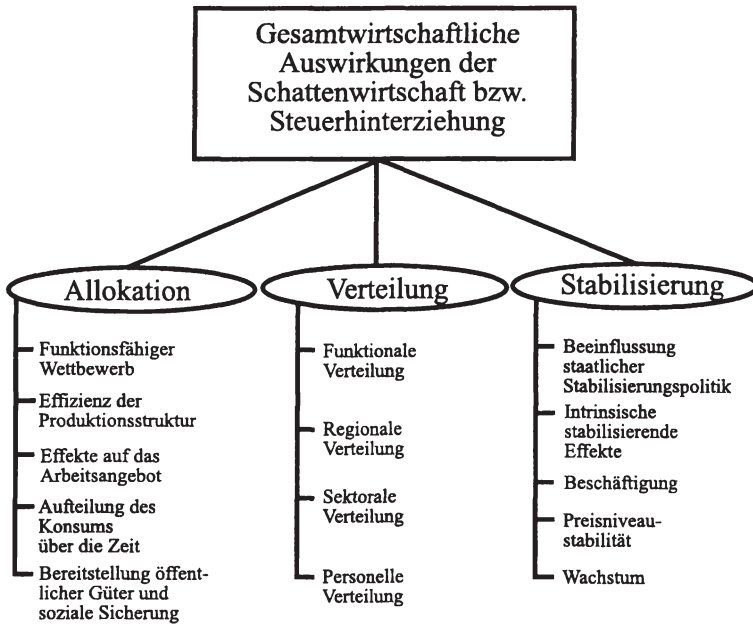 Gesamtwirtschaftliche
Auswirkungen der
Schattenwirtschaft bzw.
Steuerhinterziehung
Allokation
Funktionsfähiger
Wettbewerb
Effizienz der
Produktionsstruktur
Effekte auf das
Arbeitsangebot
Aufteilung des
Konsums
über die Zeit
Bereitstellung öffent-
licher Güter und
soziale Sicherung
Verteilung
Funktionale
Verteilung
Regionale
Verteilung
Sektorale
Verteilung
Personelle
Verteilung
Stabilisierung
Beeinflussung
staatlicher
Stabilisierungspolitik
Intrinsische
stabilisierende
Effekte
Beschäftigung
Preisniveau-
stabilität
Wachstum